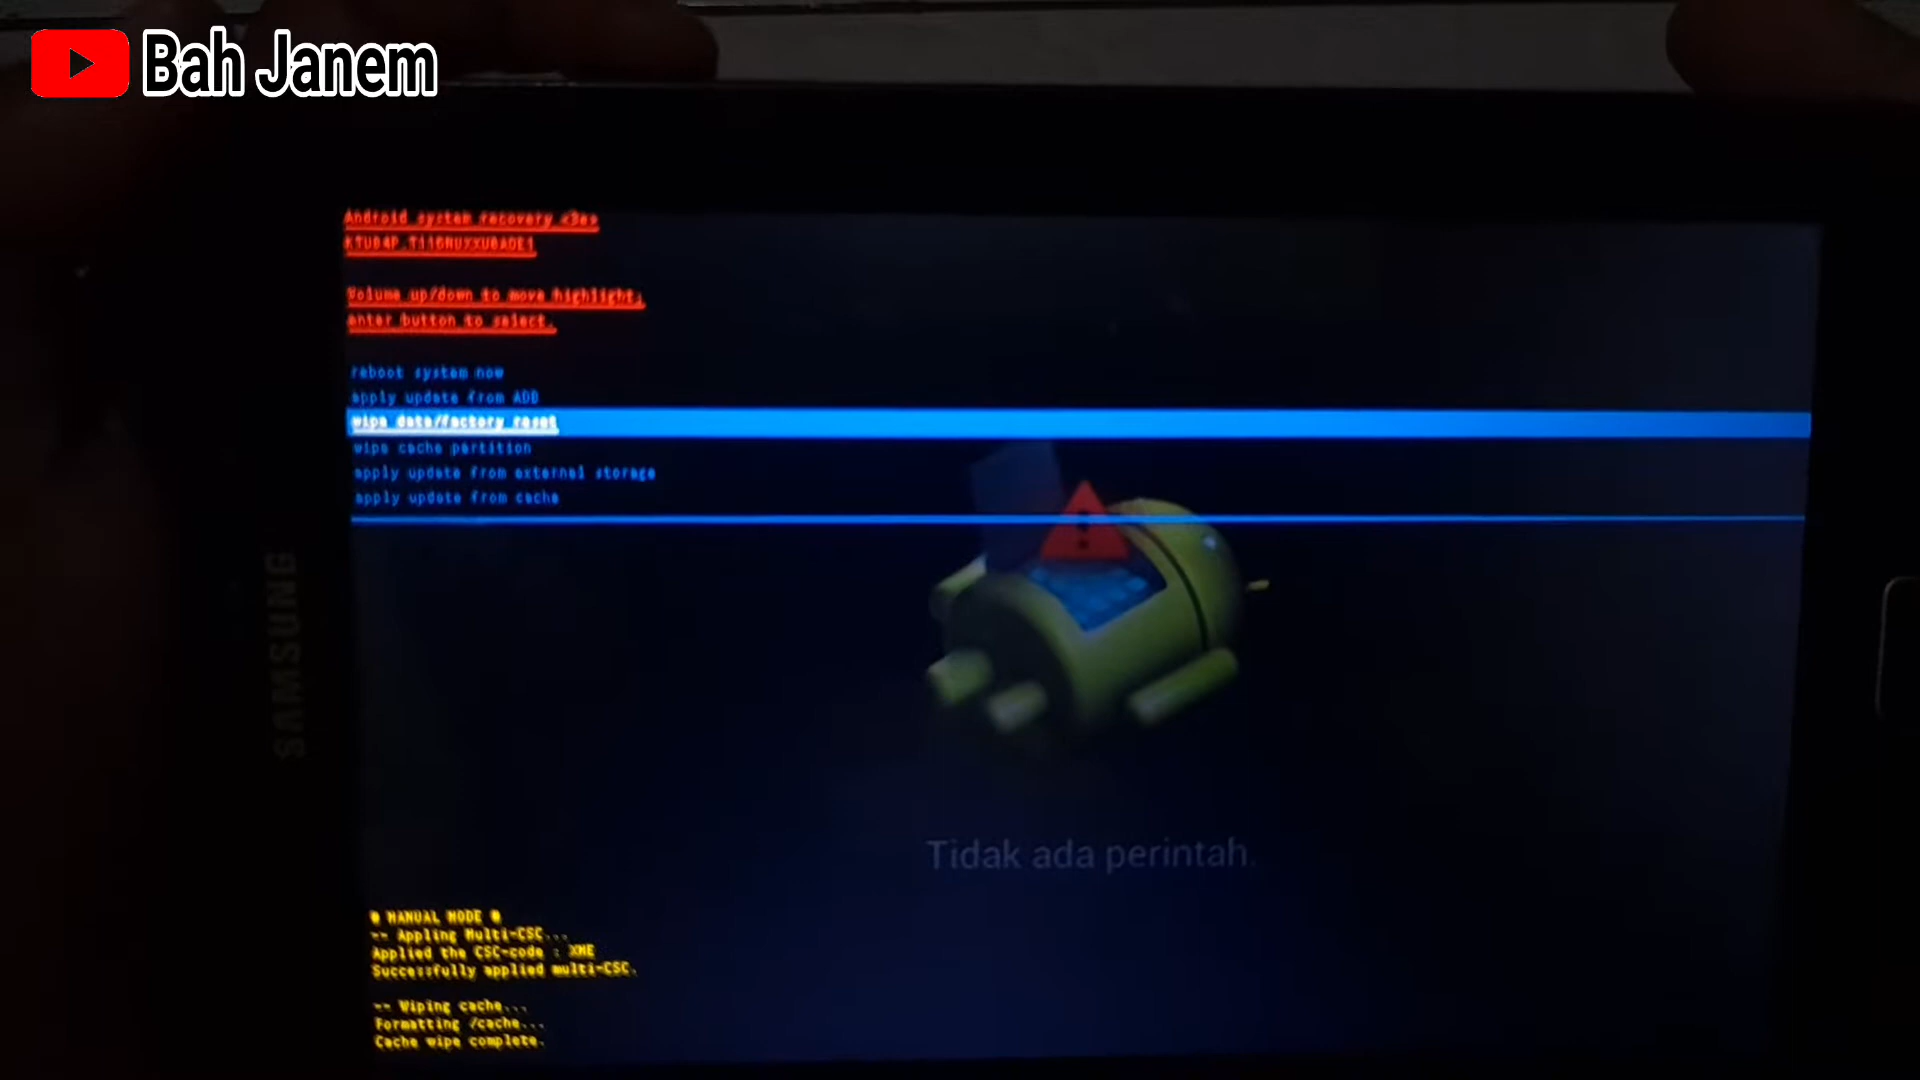 Bah Janem
Android system recovery <3e>
KTU84P.T116NUXXU0AOE1
Volume up/down to move highlight;
enter button to select.
reboot system now
apply update from ADB
wipe data/factory reset
wipe cache partition
apply update from external storage
apply update from cache
SAMSUNG
Tidak ada perintah.
# MANUAL MODE #
-- Appling Multi-CSC...
Applied the CSC-code : XME
Successfully applied multi-CSC.
-- Wiping cache...
Formatting /cache...
Cache wipe complete.